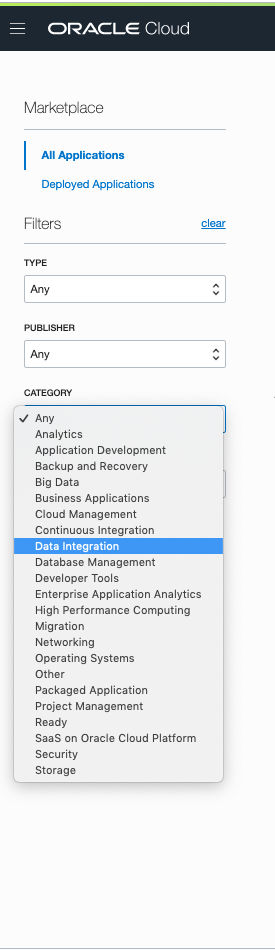 ORACLE Cloud
Marketplace
All Applications
Deployed Applications
Filters clear
TYPE
Any
PUBLISHER
Any
CATEGORY
Any
Analytics
Application Development
Backup and Recovery
Big Data
Business Applications
Cloud Management
Continuous Integration
Data Integration
Database Management
Developer Tools
Enterprise Application Analytics
High Performance Computing
Migration
Networking
Operating Systems
Other
Packaged Application
Project Management
Ready
SaaS on Oracle Cloud Platform
Security
Storage